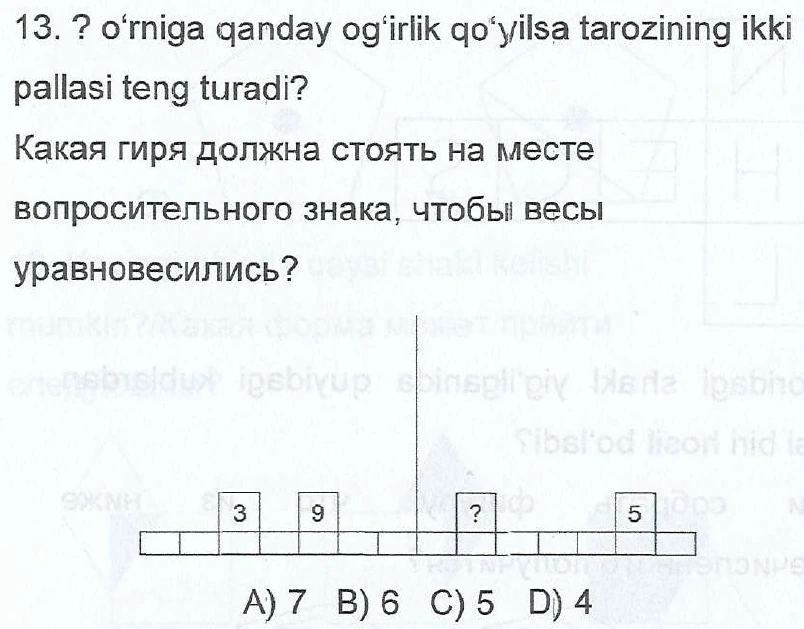 13. ? o‘rniga qanday og‘irlik qo‘yilsa tarozining ikki
pallasi teng turadi?
Какая гиря должна стоять на месте
вопросительного знака, чтобы весы
уравновесились?
3 9 ? 5
A) 7 B) 6 C) 5 D) 4